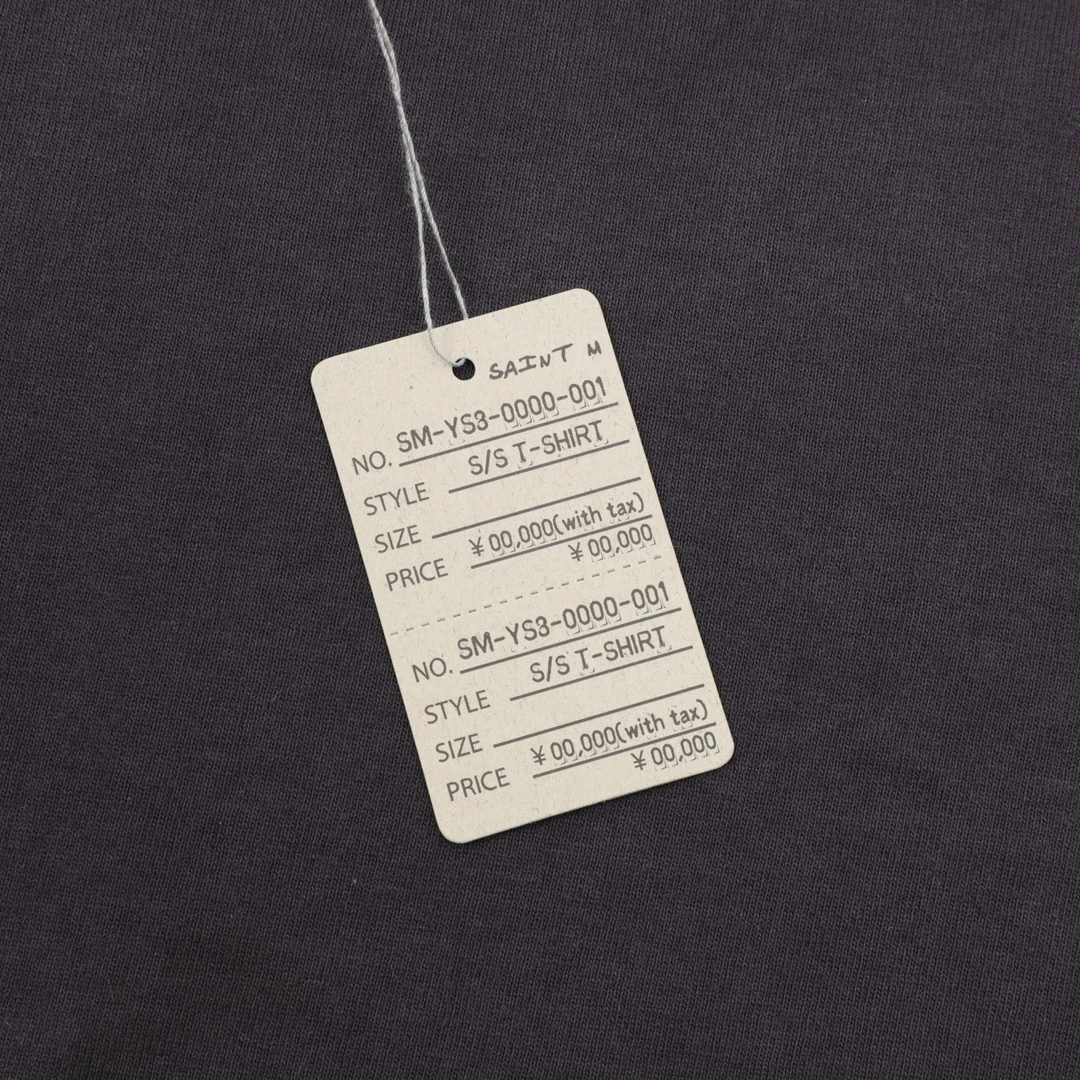 SAINT M
NO. SM-YS3-0000-001
STYLE S/S T-SHIRT
SIZE
PRICE ¥00,000(with tax)
¥00,000
NO. SM-YS3-0000-001
STYLE S/S T-SHIRT
SIZE
PRICE ¥00,000(with tax)
¥00,000